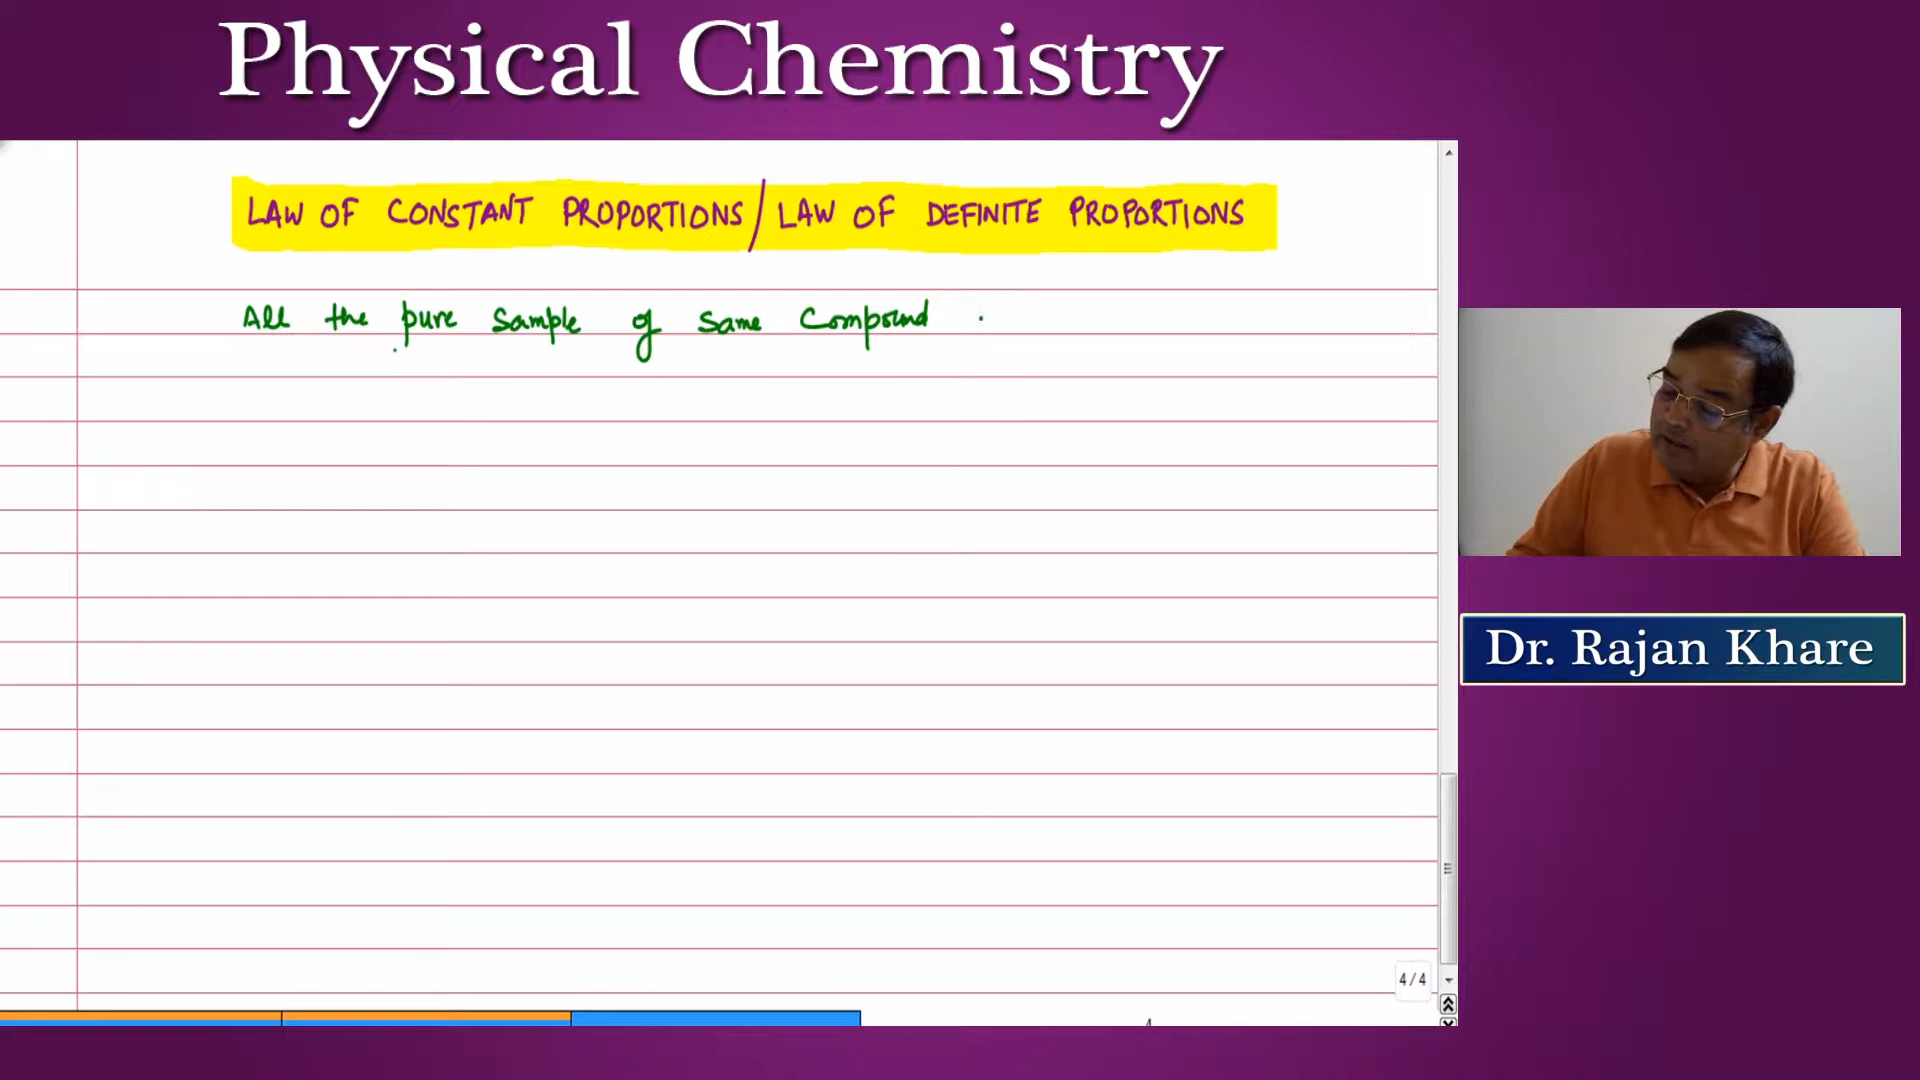 Physical Chemistry
LAW OF CONSTANT PROPORTIONS / LAW OF DEFINITE PROPORTIONS
All the pure sample of same compound
Dr. Rajan Khare
4/4
4